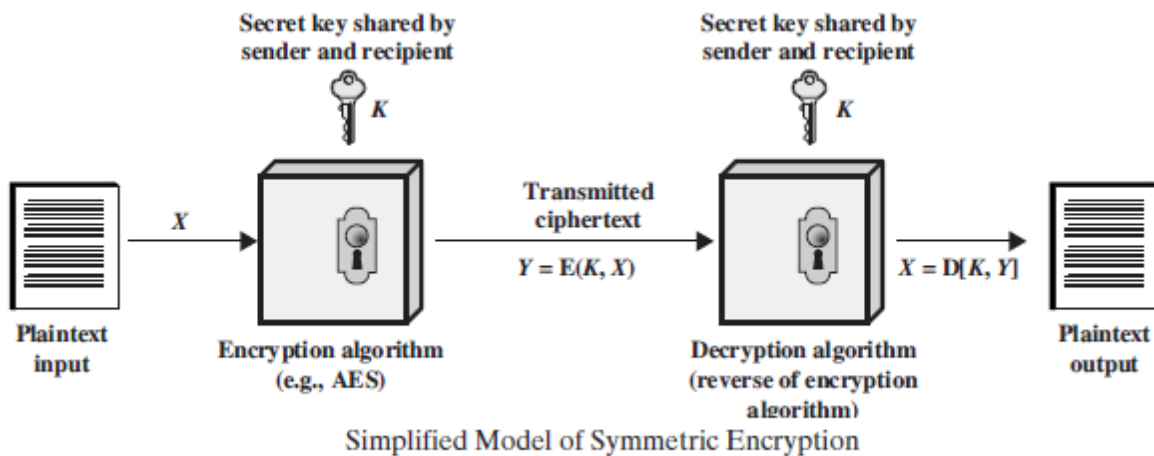 Secret key shared by
sender and recipient
K
Secret key shared by
sender and recipient
K
X
Transmitted
ciphertext
Y = E(K, X)
X = D[K, Y]
Plaintext
input
Encryption algorithm
(e.g., AES)
Decryption algorithm
(reverse of encryption
algorithm)
Plaintext
output
Simplified Model of Symmetric Encryption